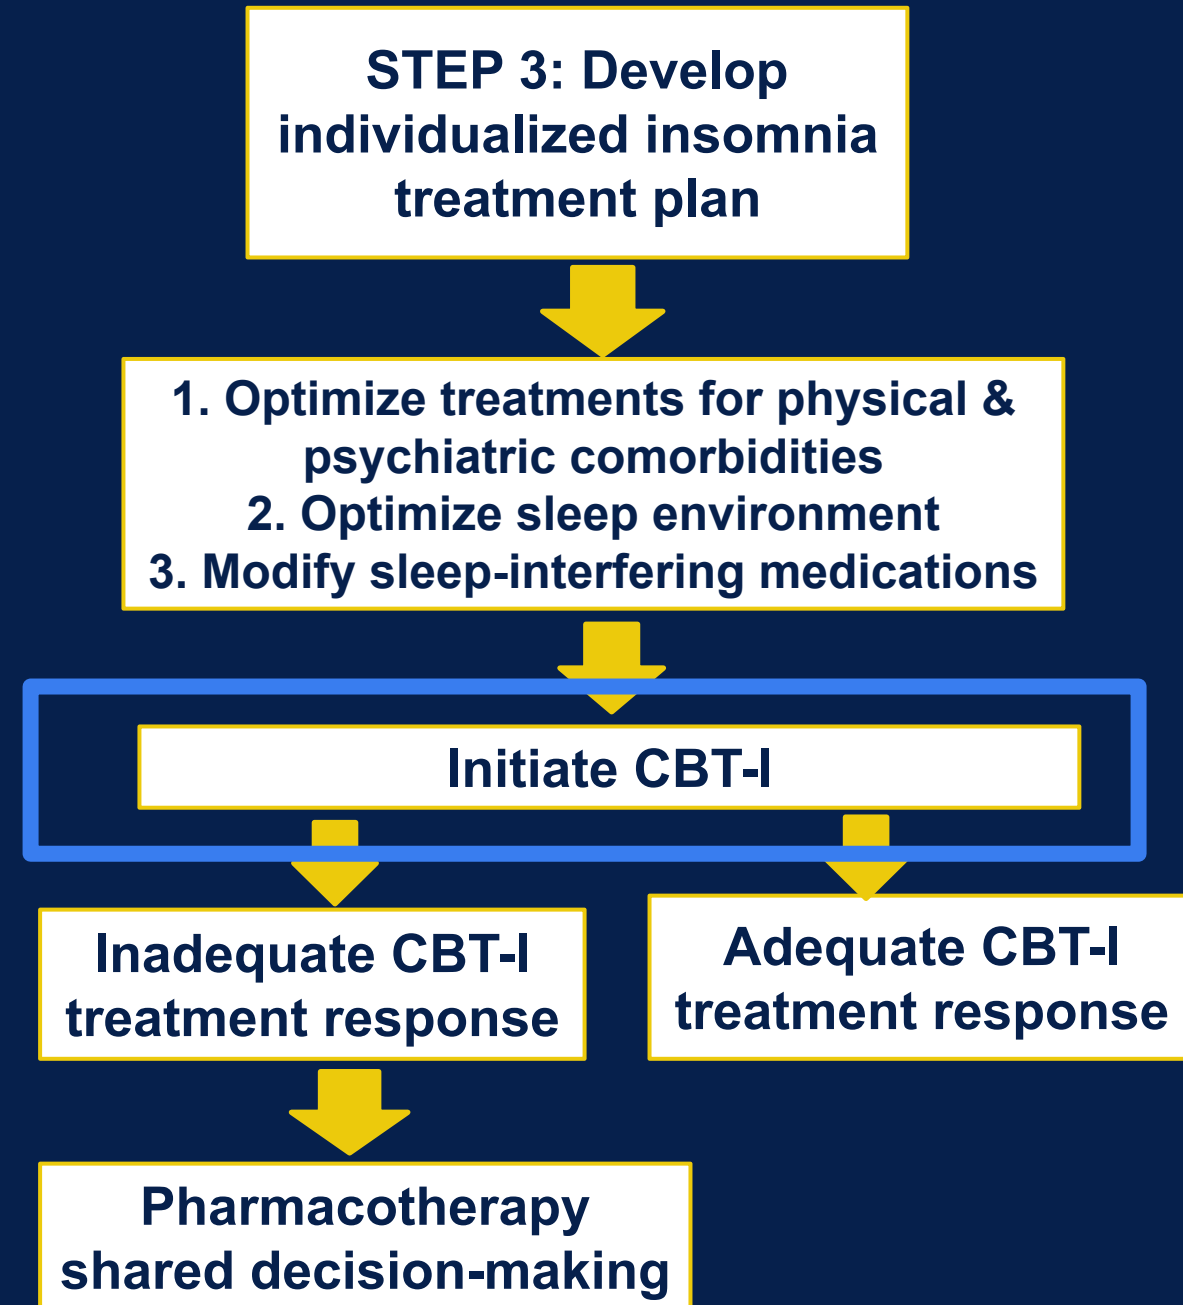 STEP 3: Develop
individualized insomnia
treatment plan
1. Optimize treatments for physical &
psychiatric comorbidities
2. Optimize sleep environment
3. Modify sleep-interfering medications
Initiate CBT-I
Inadequate CBT-I
treatment response
Adequate CBT-I
treatment response
Pharmacotherapy
shared decision-making